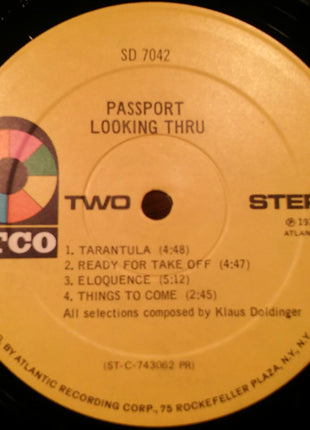 SD 7042
PASSPORT
LOOKING THRU
TCO
TWO
STER
℗ 19
ATLAN
1. TARANTULA (4:48)
2. READY FOR TAKE OFF (4:47)
3. ELOQUENCE (5:12)
4. THINGS TO COME (2:45)
All selections composed by Klaus Doldinger
(ST-C-743062 PR)
. BY ATLANTIC RECORDING CORP., 75 ROCKEFELLER PLAZA, N.Y., N.Y.